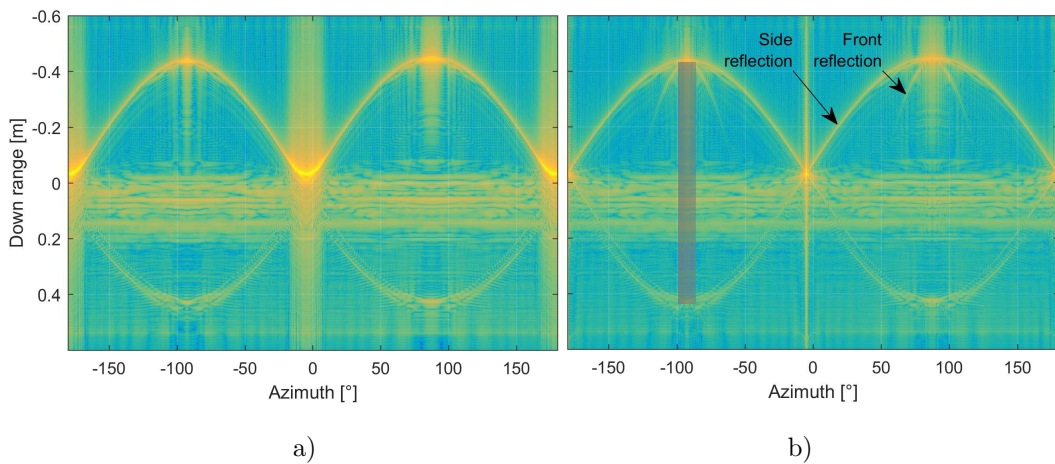 -0.6
-0.4
-0.2
0
0.2
0.4
Down range [m]
-150
-100
-50
0
50
100
150
Azimuth [°]
a)
Side
reflection
Front
reflection
-150
-100
-50
0
50
100
150
Azimuth [°]
b)